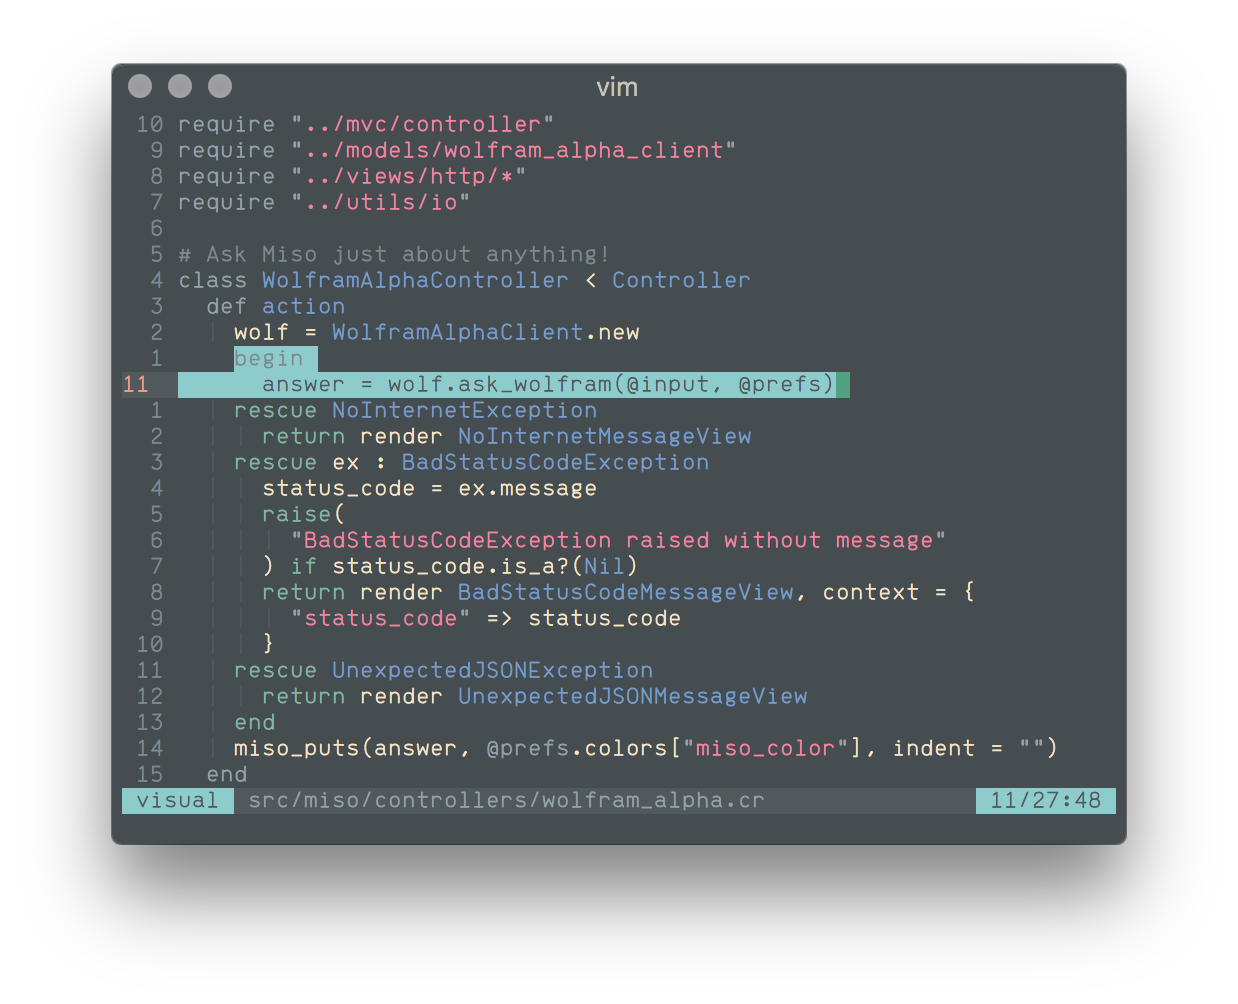 vim
10 require "../mvc/controller"
9 require "../models/wolfram_alpha_client"
8 require "../views/http/*"
7 require "../utils/io"
6
5 # Ask Miso just about anything!
4 class WolframAlphaController < Controller
3   def action
2     wolf = WolframAlphaClient.new
1     begin
11      answer = wolf.ask_wolfram(@input, @prefs)
1     rescue NoInternetException
2       return render NoInternetMessageView
3     rescue ex : BadStatusCodeException
4       status_code = ex.message
5       raise(
6         "BadStatusCodeException raised without message"
7       ) if status_code.is_a?(Nil)
8       return render BadStatusCodeMessageView, context = {
9         "status_code" => status_code
10      }
11    rescue UnexpectedJSONException
12      return render UnexpectedJSONMessageView
13    end
14    miso_puts(answer, @prefs.colors["miso_color"], indent = "")
15  end
visual src/miso/controllers/wolfram_alpha.cr 11/27:48